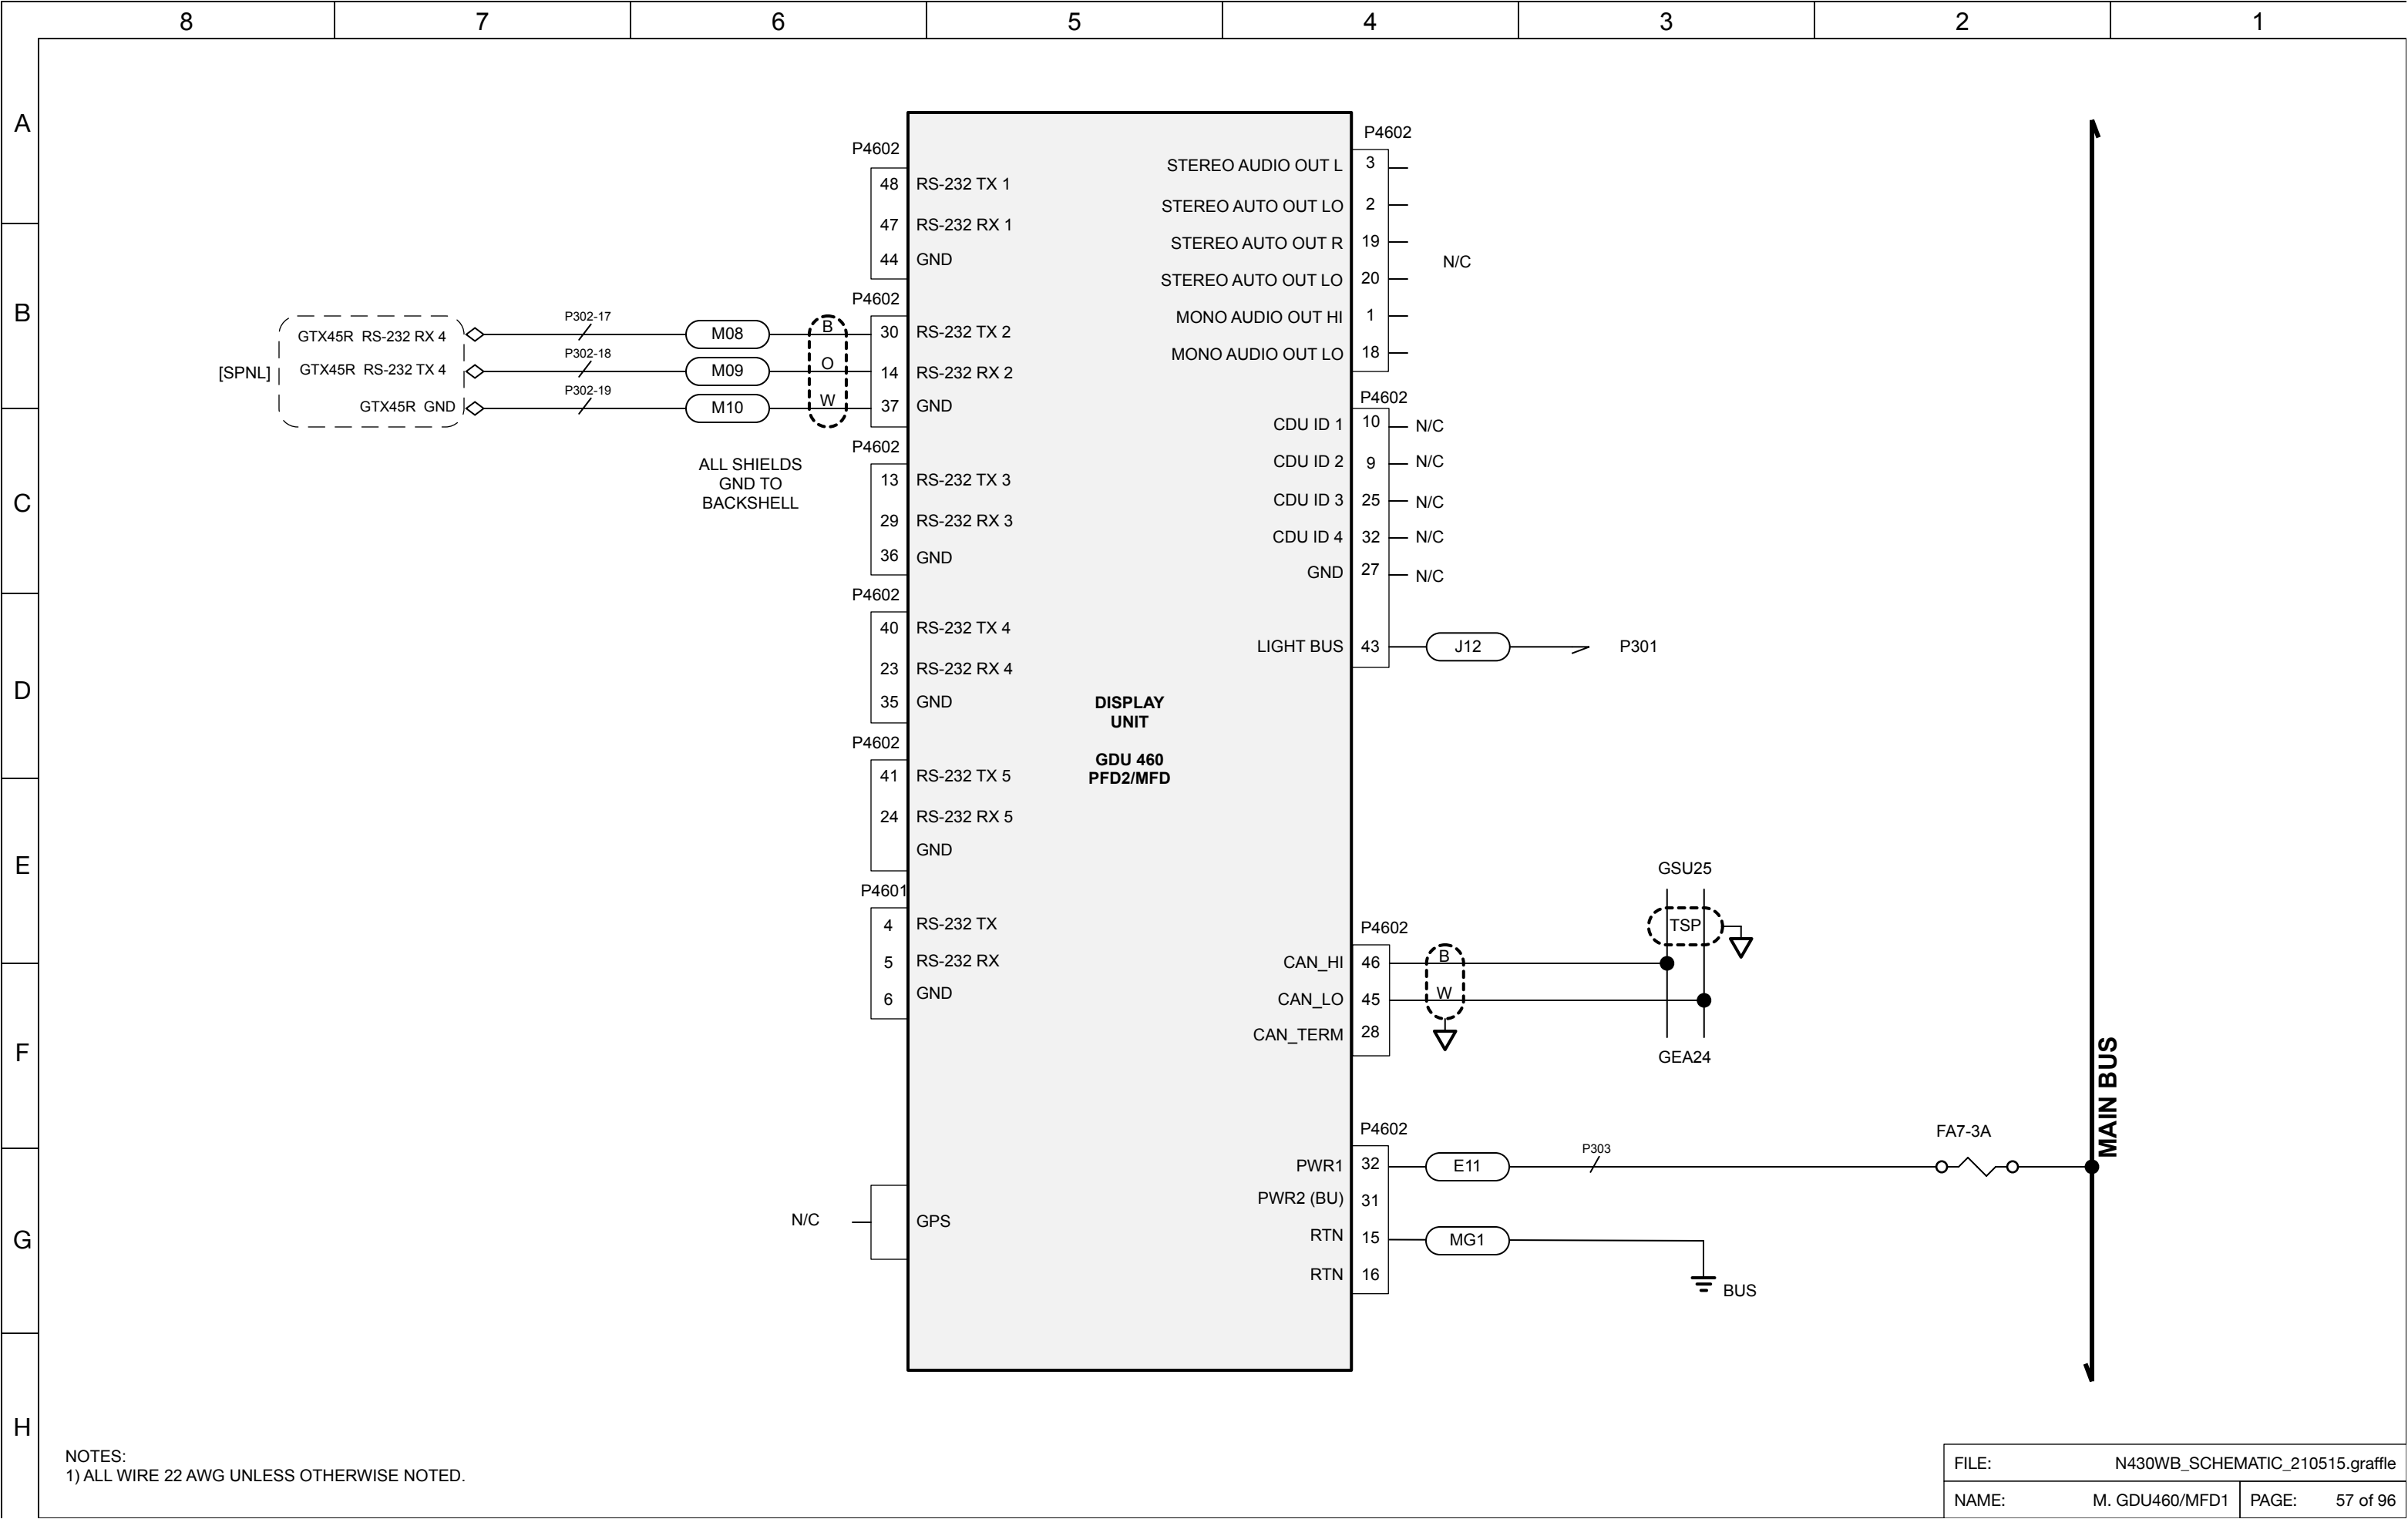 8 7 6 5 4 3 2 1
A
B
C
D
E
F
G
H
P4602
48 RS-232 TX 1
47 RS-232 RX 1
44 GND
P4602
[SPNL]
GTX45R RS-232 RX 4 P302-17 M08 B 30 RS-232 TX 2
GTX45R RS-232 TX 4 P302-18 M09 O 14 RS-232 RX 2
GTX45R GND P302-19 M10 W 37 GND
ALL SHIELDS
GND TO
BACKSHELL
P4602
13 RS-232 TX 3
29 RS-232 RX 3
36 GND
P4602
40 RS-232 TX 4
23 RS-232 RX 4
35 GND
P4602
41 RS-232 TX 5
24 RS-232 RX 5
GND
P4601
4 RS-232 TX
5 RS-232 RX
6 GND
N/C GPS
DISPLAY
UNIT
GDU 460
PFD2/MFD
P4602
STEREO AUDIO OUT L 3
STEREO AUTO OUT LO 2
STEREO AUTO OUT R 19
N/C
STEREO AUTO OUT LO 20
MONO AUDIO OUT HI 1
MONO AUDIO OUT LO 18
P4602
CDU ID 1 10 N/C
CDU ID 2 9 N/C
CDU ID 3 25 N/C
CDU ID 4 32 N/C
GND 27 N/C
LIGHT BUS 43 J12 P301
GSU25
TSP
P4602
CAN_HI 46 B
CAN_LO 45 W
CAN_TERM 28
GEA24
P4602
PWR1 32 E11 P303 FA7-3A
PWR2 (BU) 31
RTN 15 MG1
RTN 16
BUS
MAIN BUS
NOTES:
1) ALL WIRE 22 AWG UNLESS OTHERWISE NOTED.
FILE: N430WB_SCHEMATIC_210515.graffle
NAME: M. GDU460/MFD1 PAGE: 57 of 96